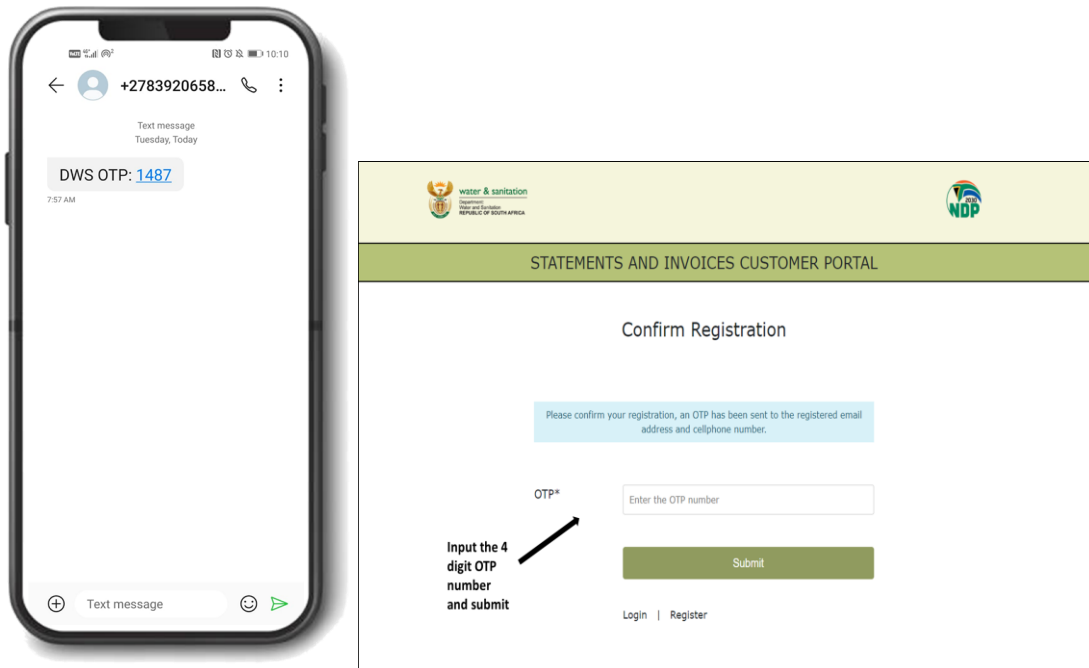 10:10
+2783920658...
Text message
Tuesday, Today
DWS OTP: 1487
7:57 AM
Text message
water & sanitation
Department:
Water and Sanitation
REPUBLIC OF SOUTH AFRICA
2030
NDP
STATEMENTS AND INVOICES CUSTOMER PORTAL
Confirm Registration
Please confirm your registration, an OTP has been sent to the registered email
address and cellphone number.
OTP*
Enter the OTP number
Input the 4
digit OTP
number
and submit
Submit
Login | Register